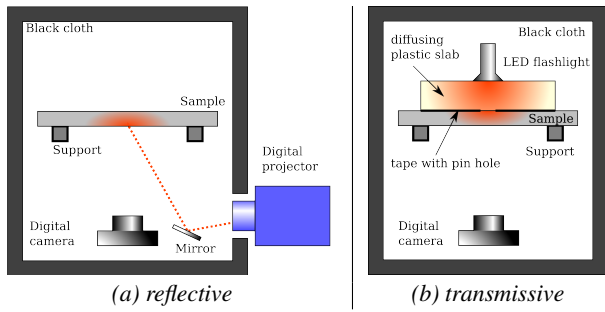 Black cloth
Sample
Support
Digital
projector
Digital
camera
Mirror
(a) reflective
Black cloth
diffusing
plastic slab
LED flashlight
Sample
tape with pin hole
Support
Digital
camera
(b) transmissive